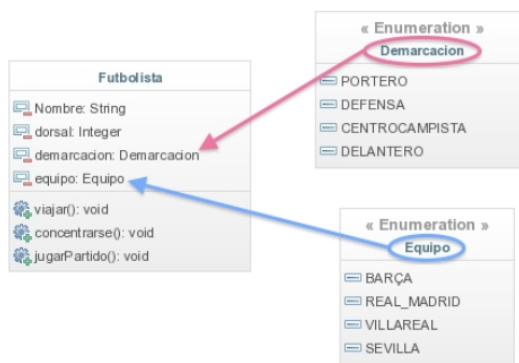 Futbolista
Nombre: String
dorsal: Integer
demarcacion: Demarcacion
equipo: Equipo
viajar(): void
concentrarse(): void
jugarPartido(): void
« Enumeration »
Demarcacion
PORTERO
DEFENSA
CENTROCAMPISTA
DELANTERO
« Enumeration »
Equipo
BARÇA
REAL_MADRID
VILLAREAL
SEVILLA